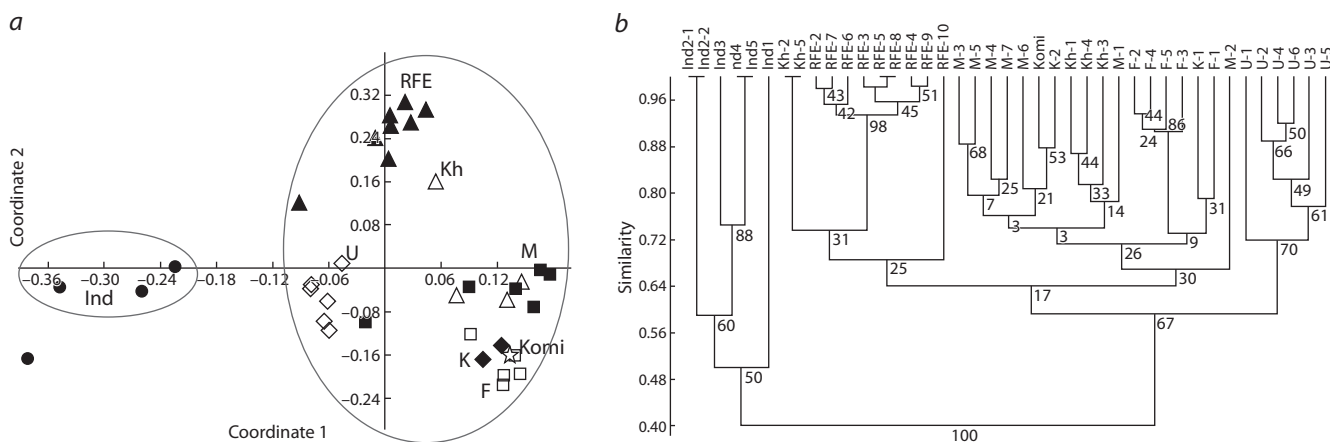 a
RFE
0.32
0.24
Kh
0.16
0.08
U
M
Coordinate 2
−0.36
−0.30
−0.24
−0.18
−0.12
−0.06
0.06
0.12
Ind
−0.08
−0.16
K
Komi
F
−0.24
Coordinate 1
b
Ind2-1
Ind2-2
Ind3
nd4
Ind5
Ind1
Kh-2
Kh-5
RFE-2
RFE-7
RFE-6
RFE-3
RFE-5
RFE-8
RFE-4
RFE-9
RFE-10
M-3
M-5
M-4
M-7
M-6
Komi
K-2
Kh-1
Kh-4
Kh-3
M-1
F-2
F-4
F-5
F-3
K-1
F-1
M-2
U-1
U-2
U-4
U-6
U-3
U-5
Similarity
0.96
0.88
0.80
0.72
0.64
0.56
0.48
0.40
43
42
51
45
98
44
24
86
50
66
68
53
44
25
21
33
7
14
31
49
61
3
3
9
88
31
26
70
25
30
17
60
67
50
100